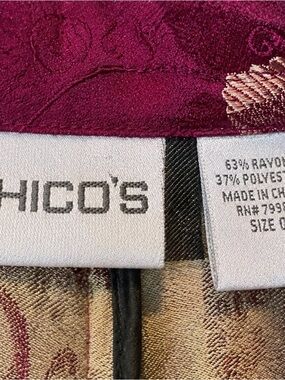 HICO'S
63% RAYON
37% POLYEST
MADE IN CH
RN# 799
SIZE 0